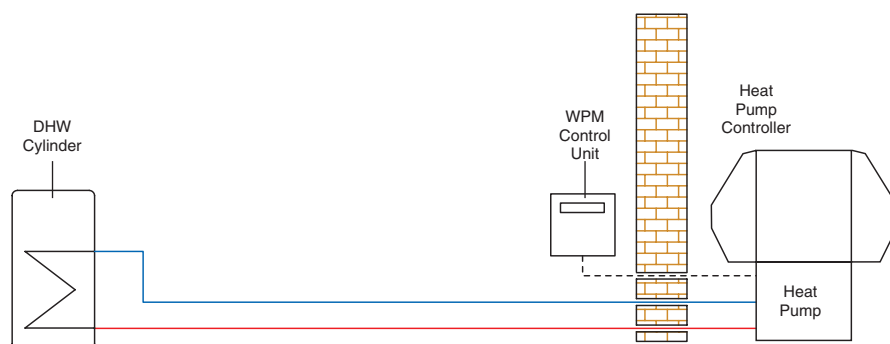 DHW
Cylinder
WPM
Control
Unit
Heat
Pump
Controller
Heat
Pump